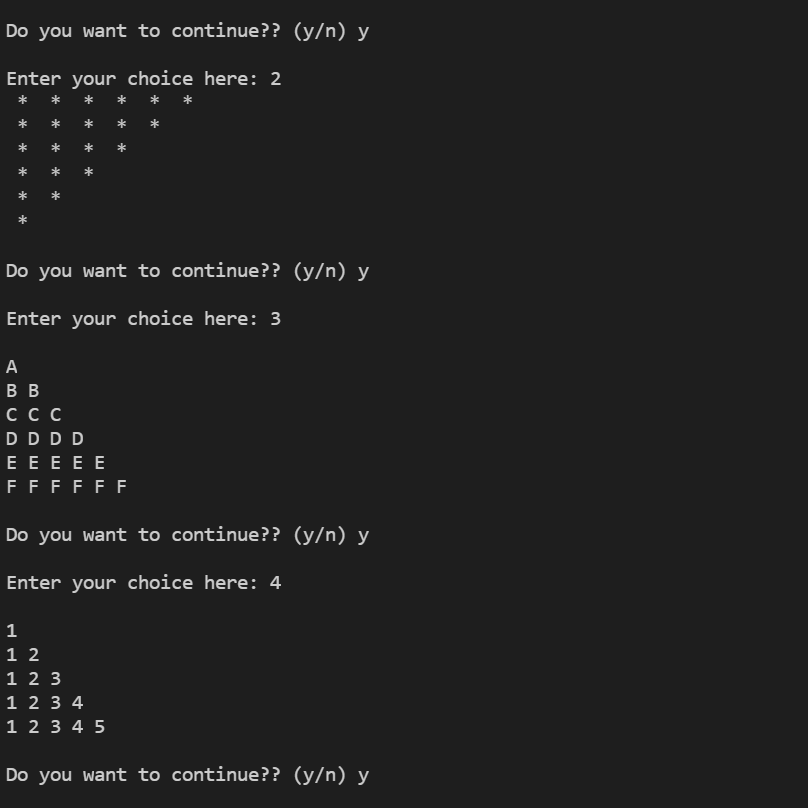 Do you want to continue?? (y/n) y
Enter your choice here: 2
 *  *  *  *  *  *
 *  *  *  *  *
 *  *  *  *
 *  *  *
 *  *
 *
Do you want to continue?? (y/n) y
Enter your choice here: 3
A
B B
C C C
D D D D
E E E E E
F F F F F F
Do you want to continue?? (y/n) y
Enter your choice here: 4
1
1 2
1 2 3
1 2 3 4
1 2 3 4 5
Do you want to continue?? (y/n) y